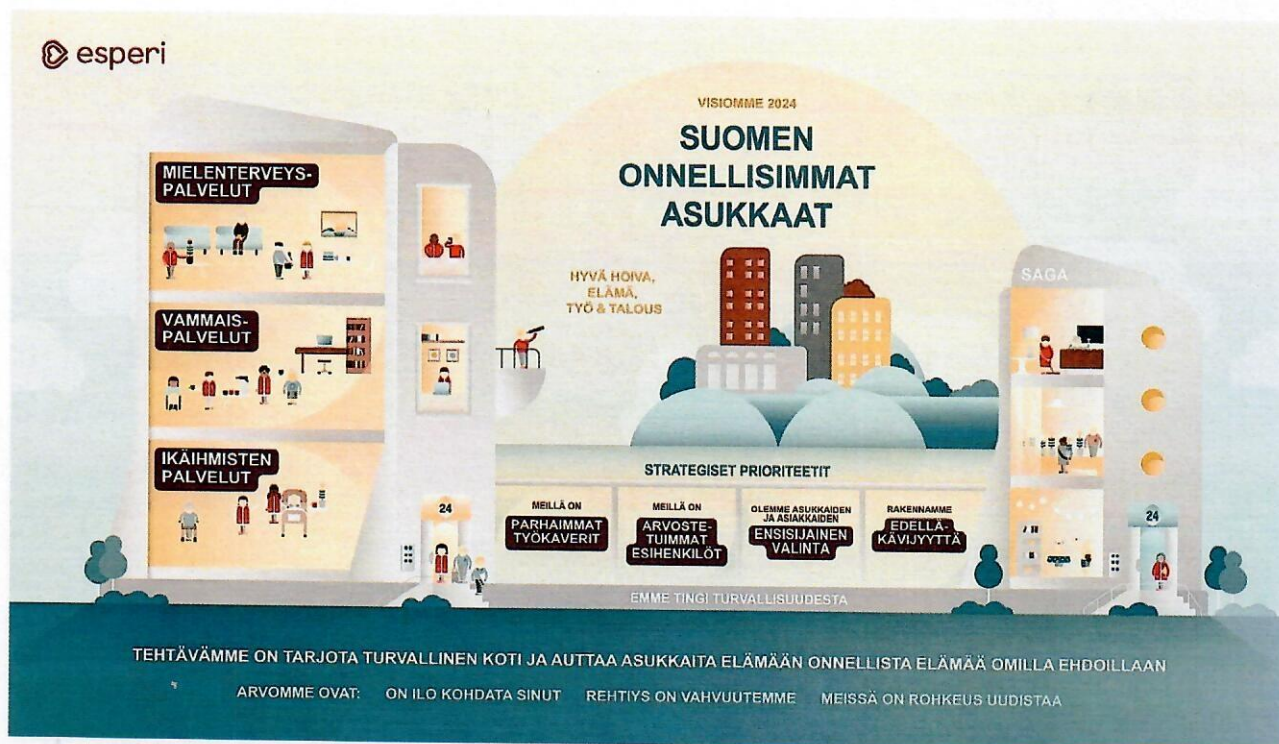 esperi
VISIOMME 2024
SUOMEN
ONNELLISIMMAT
ASUKKAAT
HYVÄ HOIVA,
ELÄMÄ,
TYÖ & TALOUS
MIELENTERVEYS-
PALVELUT
VAMMAIS-
PALVELUT
IKÄIHMISTEN
PALVELUT
24
SAGA
24
STRATEGISET PRIORITEETIT
MEILLÄ ON
PARHAIMMAT
TYÖKAVERIT
MEILLÄ ON
ARVOSTE-
TUIMMAT
ESIHENKILÖT
OLEMME ASUKKAIDEN
JA ASIAKKAIDEN
ENSISIJAINEN
VALINTA
RAKENNAMME
EDELLÄ-
KÄVIJYYTTÄ
EMME TINGI TURVALLISUUDESTA
TEHTÄVÄMME ON TARJOTA TURVALLINEN KOTI JA AUTTAA ASUKKAITA ELÄMÄÄN ONNELLISTA ELÄMÄÄ OMILLA EHDOILLAAN
ARVOMME OVAT: ON ILO KOHDATA SINUT REHTIYS ON VAHVUUTEMME MEISSÄ ON ROHKEUS UUDISTAA